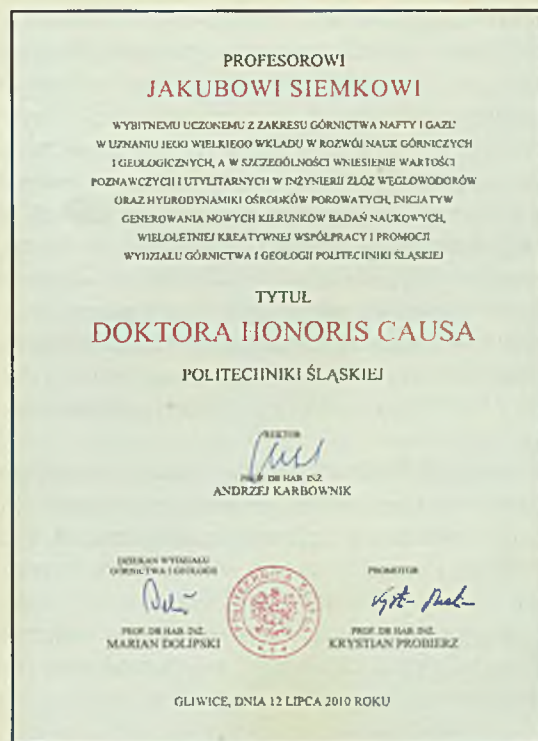 PROFESOROWI
JAKUBOWI SIEMKOWI
WYBITNEMU UCZONEMU Z ZAKRESU GÓRNICTWA NAFTY I GAZU
W UZNANIU JEGO WIELKIEGO WKŁADU W ROZWÓJ NAUK GÓRNICZYCH
I GEOLOGICZNYCH, A W SZCZEGÓLNOŚCI WNIESIENIE WARTOŚCI
POZNAWCZYCH I UTYLITARNYCH W INŻYNIERII ZŁÓŻ WĘGLOWODORÓW
ORAZ HYDRODYNAMIKI OŚRODKÓW POROWATYCH, INICJATYW
GENEROWANIA NOWYCH KIERUNKÓW BADAŃ NAUKOWYCH,
WIELOLETNIEJ KREATYWNEJ WSPÓŁPRACY I PROMOCJI
WYDZIAŁU GÓRNICTWA I GEOLOGII POLITECHNIKI ŚLĄSKIEJ
TYTUŁ
DOKTORA HONORIS CAUSA
POLITECHNIKI ŚLĄSKIEJ
REKTOR
PROF. DR HAB. INŻ.
ANDRZEJ KARBOWNIK
DZIEKAN WYDZIAŁU
GÓRNICTWA I GEOLOGII
PROF. DR HAB. INŻ.
MARIAN DOLIPSKI
POLITECHNIKA ŚLĄSKA
PROMOTOR
PROF. DR HAB. INŻ.
KRYSTIAN PROBIERZ
GLIWICE, DNIA 12 LIPCA 2010 ROKU